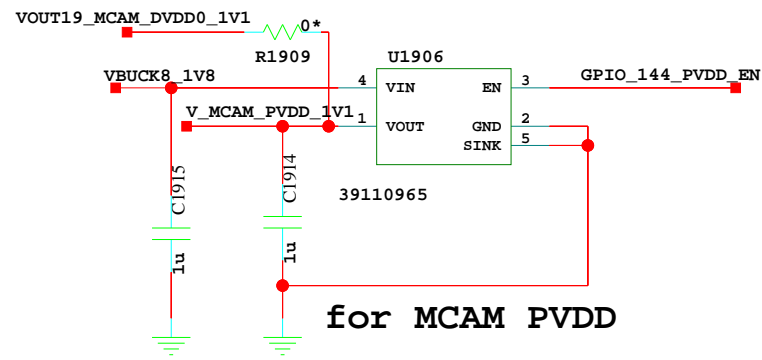 VOUT19_MCAM_DVDD0_1V1
0*
R1909
U1906
VBUCK8_1V8
4
VIN
EN
3
GPIO_144_PVDD_EN
V_MCAM_PVDD_1V1
1
VOUT
GND
2
SINK
5
C1915
C1914
39110965
1u
1u
for MCAM PVDD